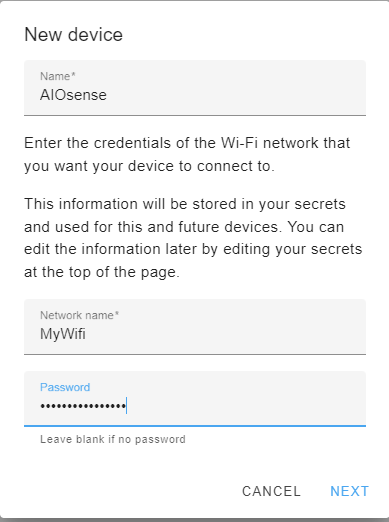 New device
Name*
AIOsense
Enter the credentials of the Wi-Fi network that
you want your device to connect to.
This information will be stored in your secrets
and used for this and future devices. You can
edit the information later by editing your secrets
at the top of the page.
Network name*
MyWifi
Password
••••••••••••••••
Leave blank if no password
CANCEL NEXT